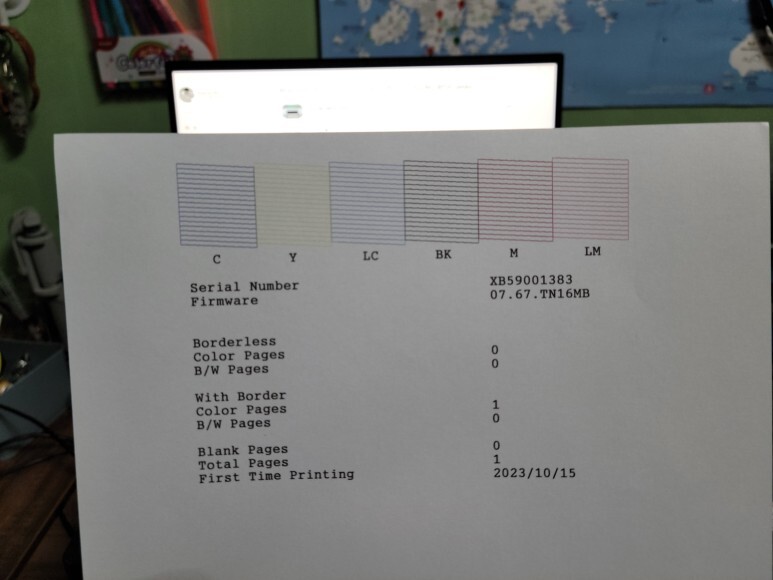 C Y LC BK M LM
Serial Number XB59001383
Firmware 07.67.TN16MB
Borderless
Color Pages 0
B/W Pages 0
With Border
Color Pages 1
B/W Pages 0
Blank Pages 0
Total Pages 1
First Time Printing 2023/10/15